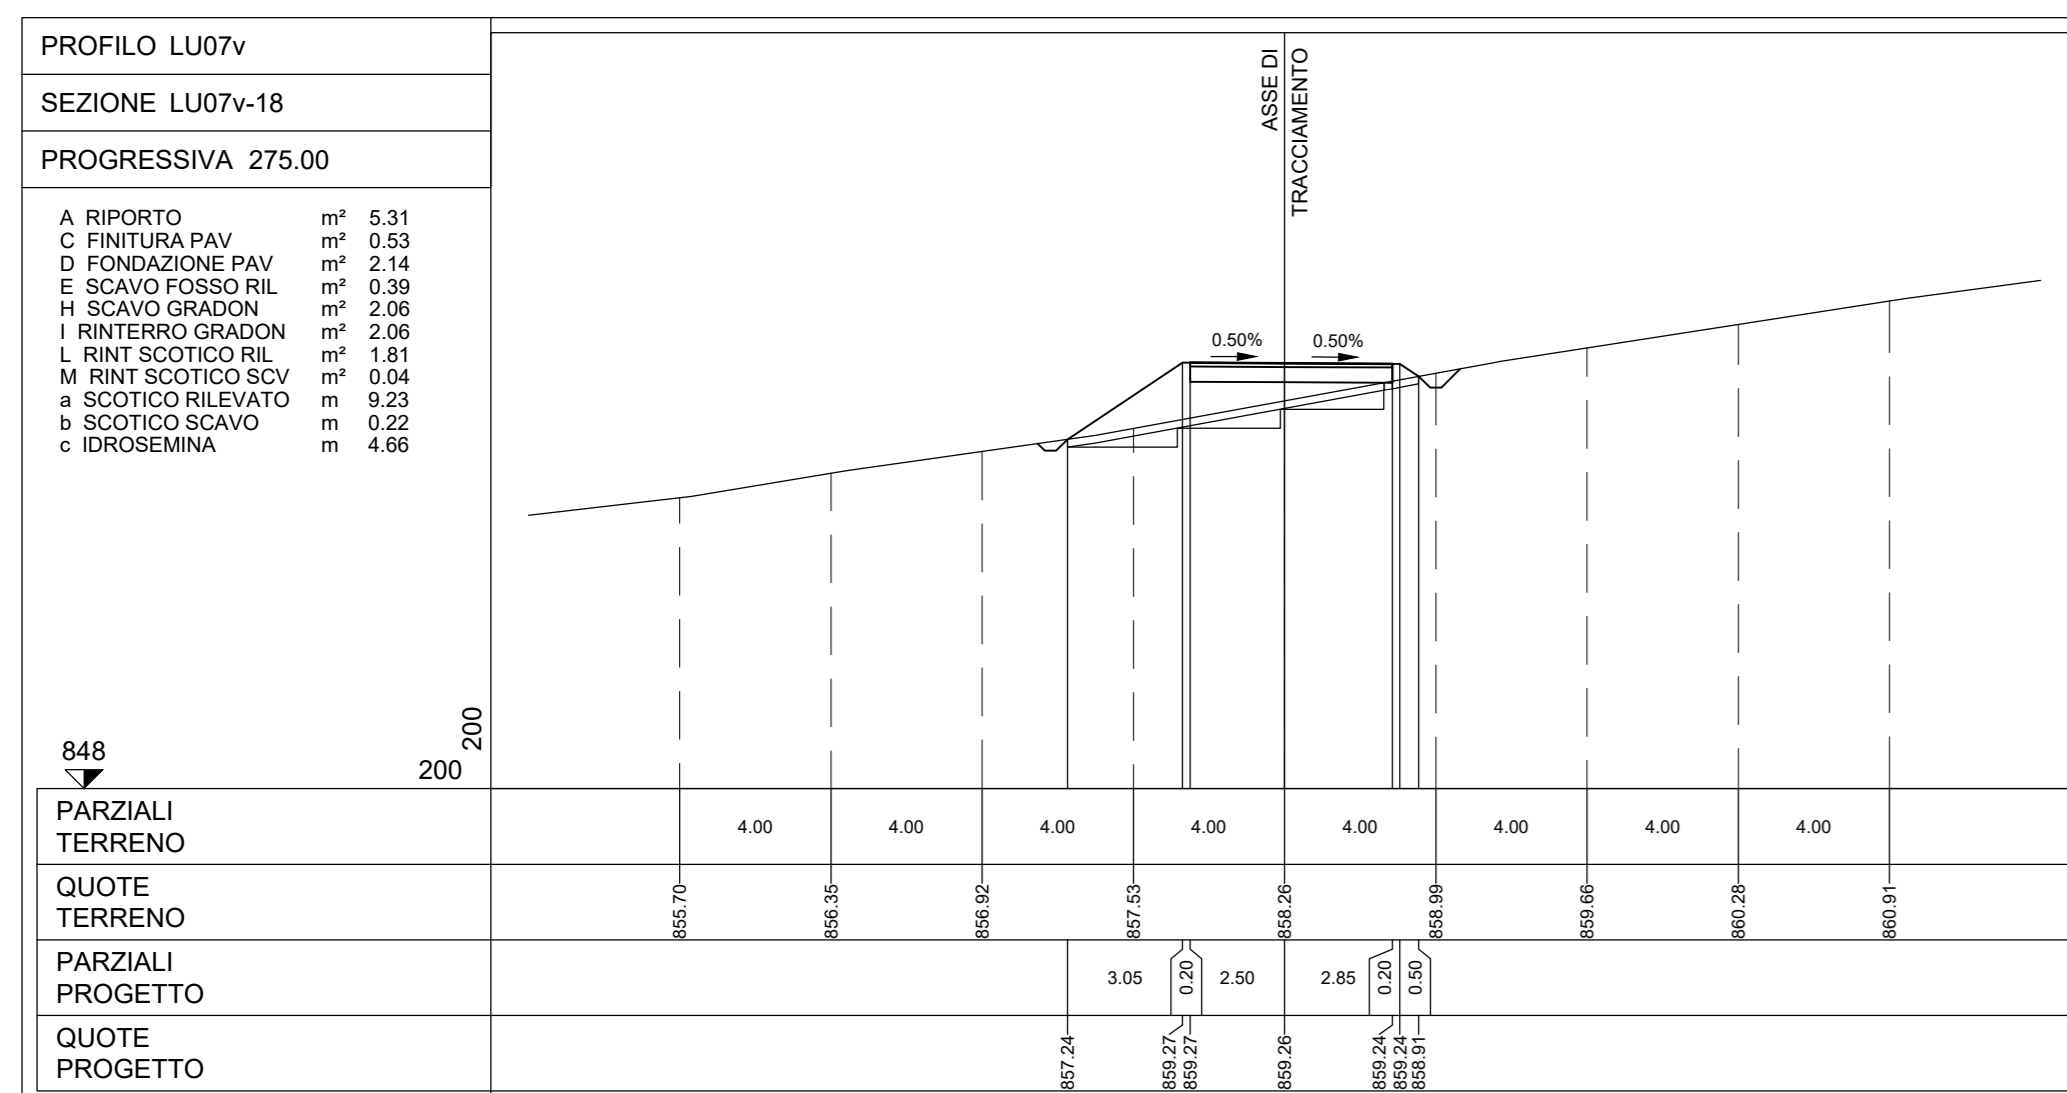 PROFILO LU07v
SEZIONE LU07v-18
PROGRESSIVA 275.00
A RIPORTO m² 5.31
C FINITURA PAV m² 0.53
D FONDAZIONE PAV m² 2.14
E SCAVO FOSSO RIL m² 0.39
H SCAVO GRADON m² 2.06
I RINTERRO GRADON m² 2.06
L RINT SCOTICO RIL m² 1.81
M RINT SCOTICO SCV m² 0.04
a SCOTICO RILEVATO m 9.23
b SCOTICO SCAVO m 0.22
c IDROSEMINA m 4.66
ASSE DI
TRACCIAMENTO
0.50% 0.50%
848
200
200
PARZIALI
TERRENO
4.00 4.00 4.00 4.00 4.00 4.00 4.00 4.00
QUOTE
TERRENO
855.70 856.35 856.92 857.53 858.26 858.99 859.66 860.28 860.91
PARZIALI
PROGETTO
3.05 0.20 2.50 2.85 0.20 0.50
QUOTE
PROGETTO
857.24 859.27 859.27 859.26 859.24 859.24 858.91